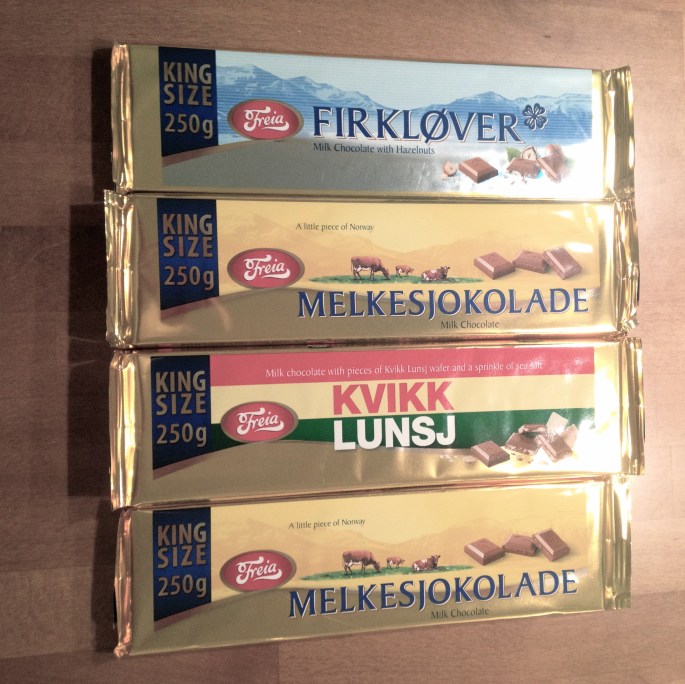 KING
SIZE
250g
Freia
FIRKLØVER
Milk Chocolate with Hazelnuts
KING
SIZE
250g
A little piece of Norway
Freia
MELKESJOKOLADE
Milk Chocolate
Milk chocolate with pieces of Kvikk Lunsj wafer and a sprinkle of sea salt
KING
SIZE
250g
Freia
KVIKK
LUNSJ
KING
SIZE
250g
A little piece of Norway
Freia
MELKESJOKOLADE
Milk Chocolate